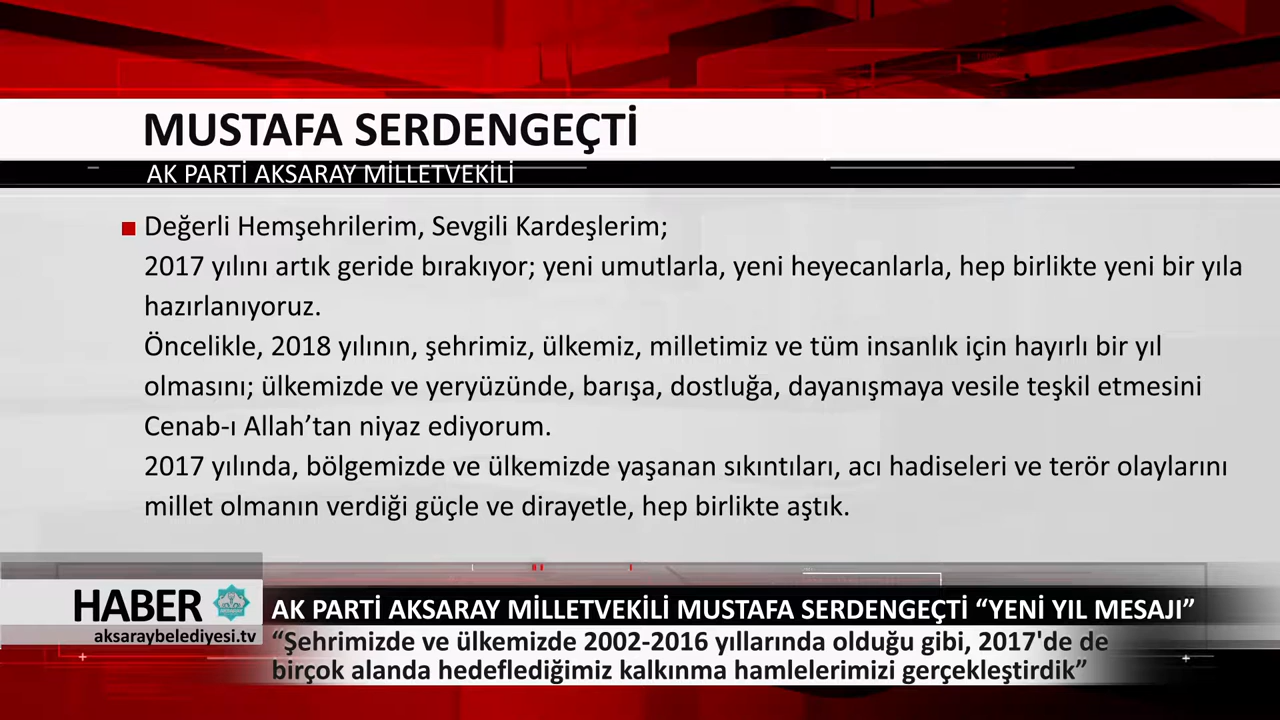 MUSTAFA SERDENGEÇTİ
AK PARTİ AKSARAY MİLLETVEKİLİ
Değerli Hemşehrilerim, Sevgili Kardeşlerim;
2017 yılını artık geride bırakıyor; yeni umutlarla, yeni heyecanlarla, hep birlikte yeni bir yıla
hazırlanıyoruz.
Öncelikle, 2018 yılının, şehrimiz, ülkemiz, milletimiz ve tüm insanlık için hayırlı bir yıl
olmasını; ülkemizde ve yeryüzünde, barışa, dostluğa, dayanışmaya vesile teşkil etmesini
Cenab-ı Allah’tan niyaz ediyorum.
2017 yılında, bölgemizde ve ülkemizde yaşanan sıkıntıları, acı hadiseleri ve terör olaylarını
millet olmanın verdiği güçle ve dirayetle, hep birlikte aştık.
HABER
aksaraybelediyesi.tv
AK PARTİ AKSARAY MİLLETVEKİLİ MUSTAFA SERDENGEÇTİ “YENİ YIL MESAJI”
“Şehrimizde ve ülkemizde 2002-2016 yıllarında olduğu gibi, 2017'de de
birçok alanda hedeflediğimiz kalkınma hamlelerimizi gerçekleştirdik”